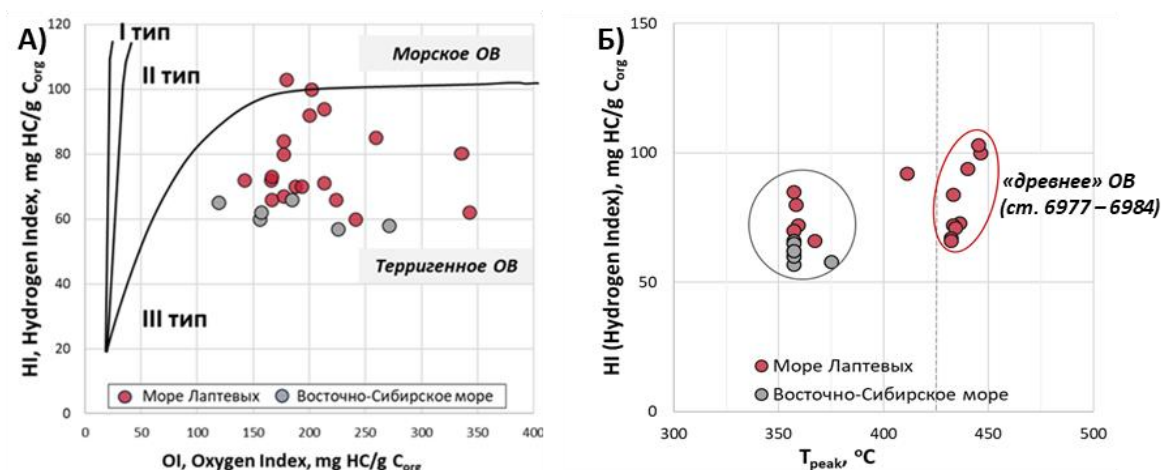 А)
HI, Hydrogen Index, mg HC/g Corg
120
100
80
60
40
20
0
I тип
II тип
III тип
Морское ОВ
Терригенное ОВ
Море Лаптевых
Восточно-Сибирское море
0 50 100 150 200 250 300 350 400
OI, Oxygen Index, mg HC/g Corg
Б)
HI (Hydrogen Index), mg HC/g Corg
150
100
50
0
«древнее» ОВ
(ст. 6977 – 6984)
Море Лаптевых
Восточно-Сибирское море
300 350 400 450 500
Tpeak, °C